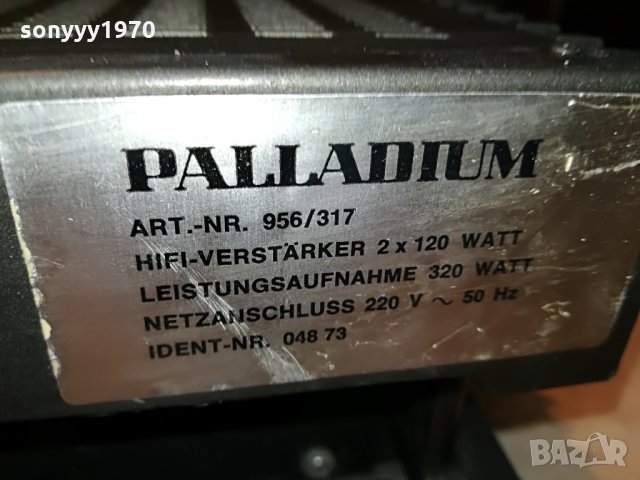 sonyyy1970
PALLADIUM
ART.-NR. 956/317
HIFI-VERSTÄRKER 2 x 120 WATT
LEISTUNGSAUFNAHME 320 WATT
NETZANSCHLUSS 220 V ~ 50 Hz
IDENT-NR. 048 73
BAZAR